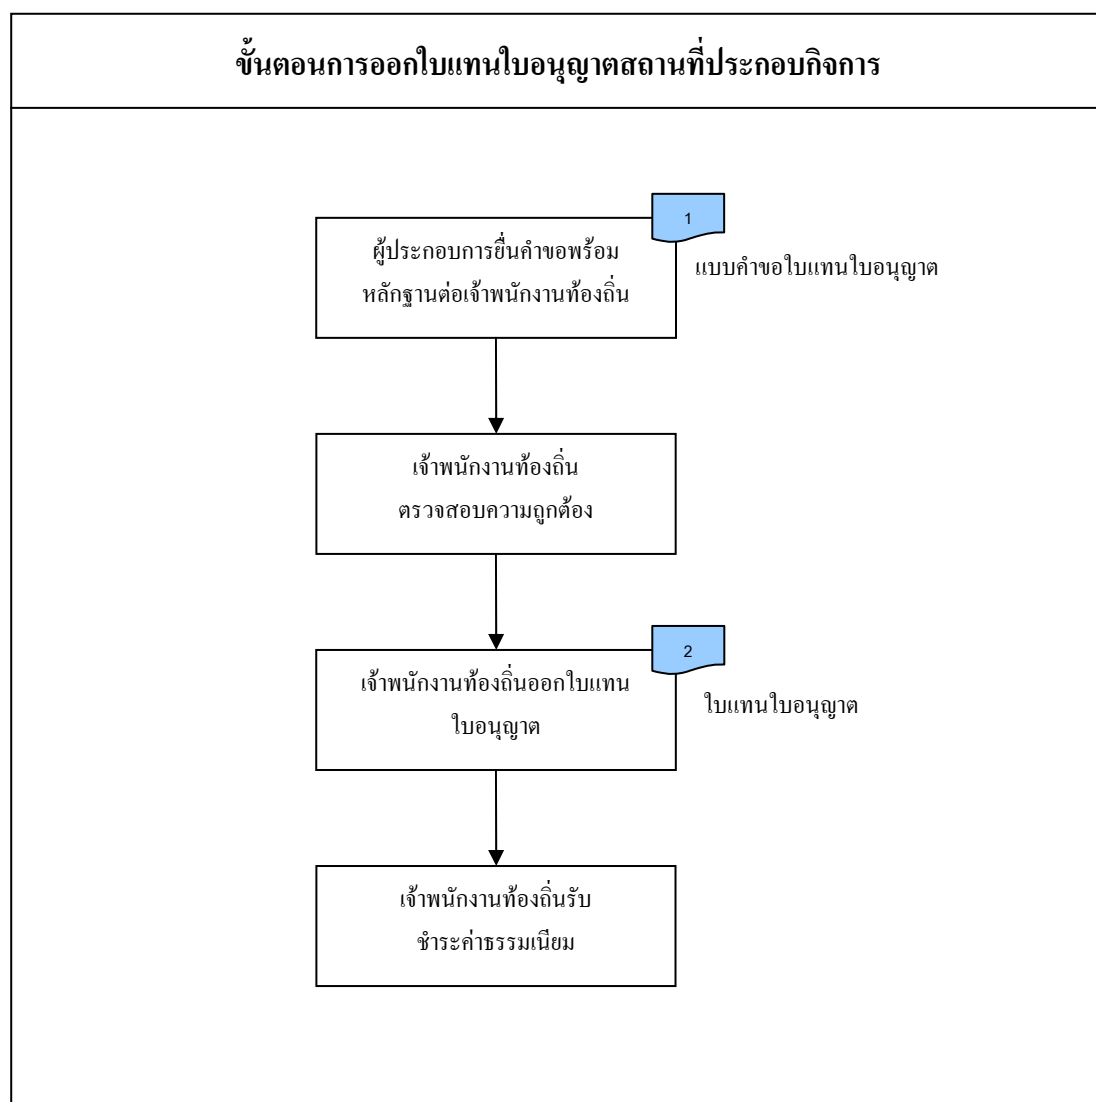 ขั้นตอนการออกใบแทนใบอนุญาตสถานที่ประกอบกิจการ
1
ผู้ประกอบการยื่นคำขอพร้อม
หลักฐานต่อเจ้าพนักงานท้องถิ่น
แบบคำขอใบแทนใบอนุญาต
เจ้าพนักงานท้องถิ่น
ตรวจสอบความถูกต้อง
2
เจ้าพนักงานท้องถิ่นออกใบแทน
ใบอนุญาต
ใบแทนใบอนุญาต
เจ้าพนักงานท้องถิ่นรับ
ชำระค่าธรรมเนียม